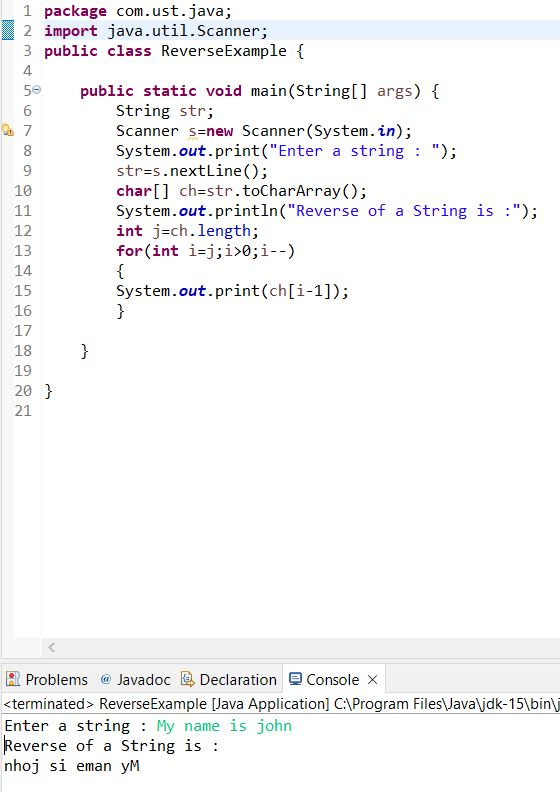 1 package com.ust.java;
2 import java.util.Scanner;
3 public class ReverseExample {
4
5 public static void main(String[] args) {
6 String str;
7 Scanner s=new Scanner(System.in);
8 System.out.print("Enter a string : ");
9 str=s.nextLine();
10 char[] ch=str.toCharArray();
11 System.out.println("Reverse of a String is :");
12 int j=ch.length;
13 for(int i=j;i>0;i--)
14 {
15 System.out.print(ch[i-1]);
16 }
17
18 }
19
20 }
21
Problems @ Javadoc Declaration Console
<terminated> ReverseExample [Java Application] C:\Program Files\Java\jdk-15\bin\j
Enter a string : My name is john
Reverse of a String is :
nhoj si eman yM